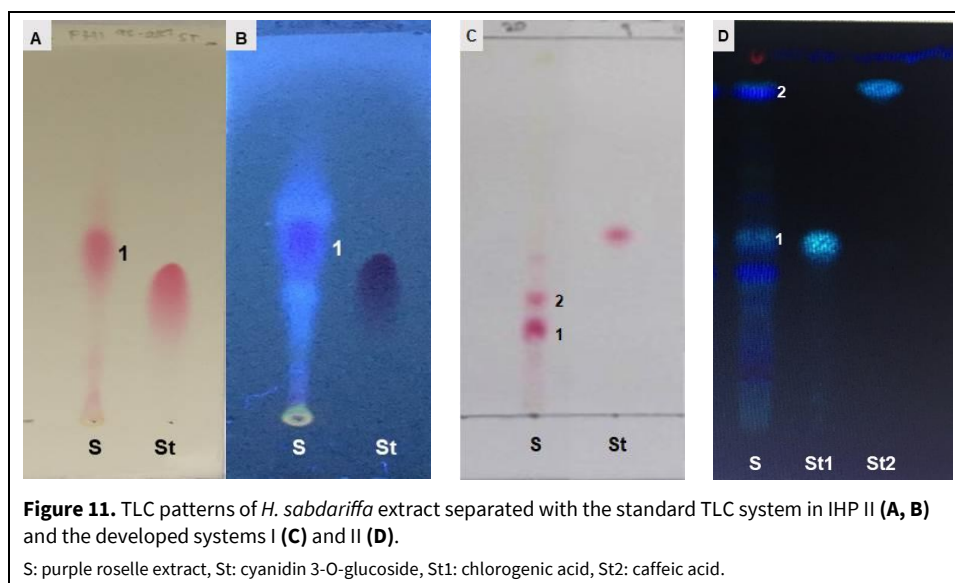 A
B
C
D
2
1
1
2
1
1
S
St
S
St
S
St
S
St1
St2
Figure 11. TLC patterns of H. sabdariffa extract separated with the standard TLC system in IHP II (A, B)
and the developed systems I (C) and II (D).
S: purple roselle extract, St: cyanidin 3-O-glucoside, St1: chlorogenic acid, St2: caffeic acid.